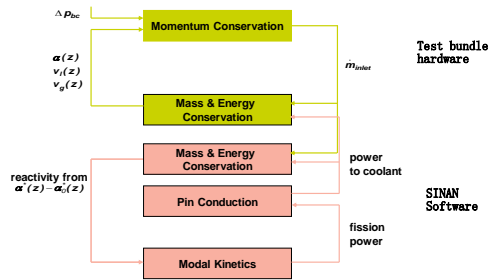 Δp_bc
Momentum Conservation
Test bundle
hardware
α(z)
v_l(z)
v_g(z)
ṁ_inlet
Mass & Energy
Conservation
Mass & Energy
Conservation
power
to coolant
reactivity from
α*(z)−α*_0(z)
Pin Conduction
SINAN
Software
fission
power
Modal Kinetics